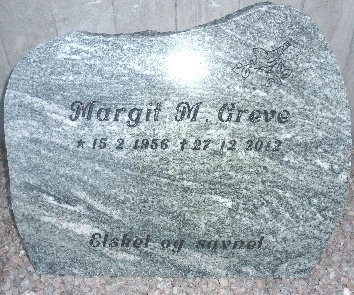 Margit M. Greve
* 15 2 1956 † 27 12 2012
Elsket og savnet